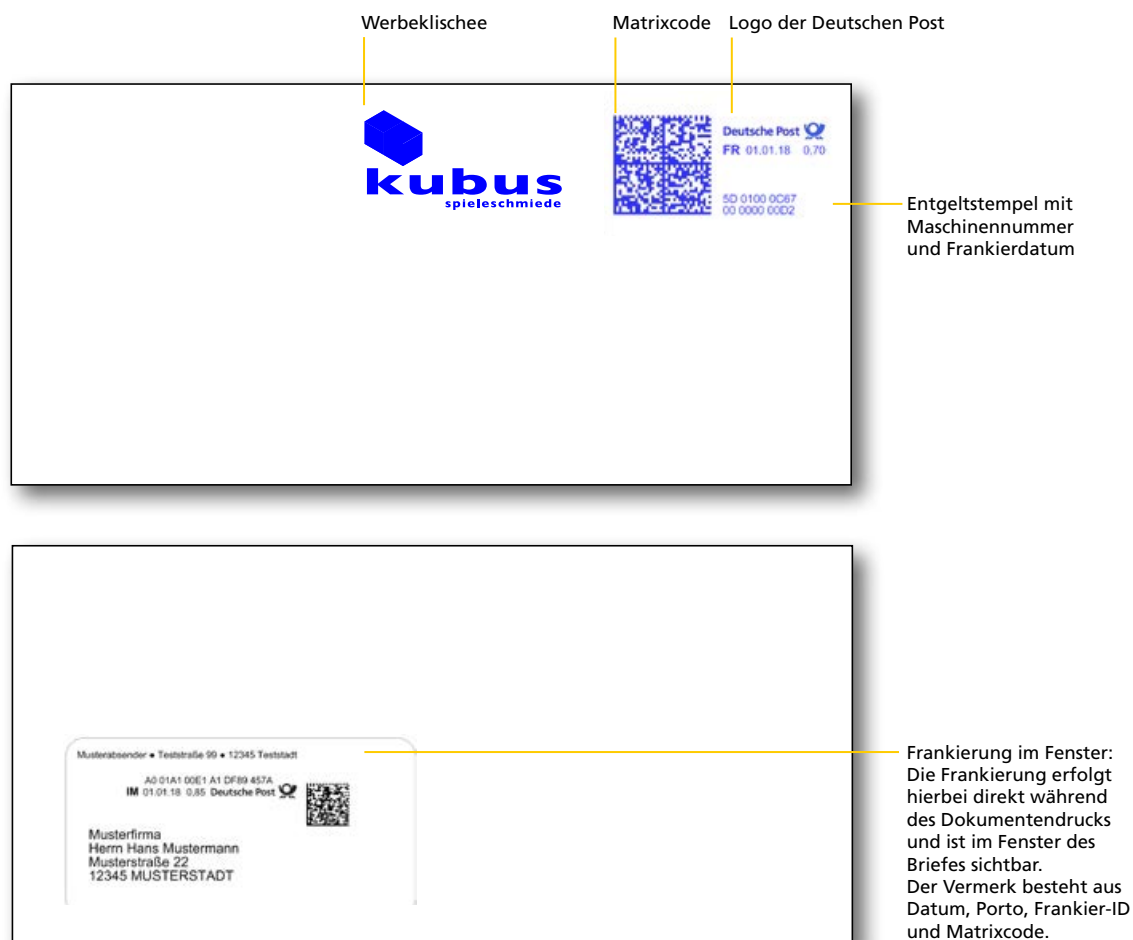 Werbeklischee
Matrixcode
Logo der Deutschen Post
kubus
spieleschmiede
Deutsche Post
FR 01.01.18 0,70
5D 0100 0C67
00 0000 00D2
Entgeltstempel mit
Maschinennummer
und Frankierdatum
Musterabsender • Teststraße 99 • 12345 Teststadt
A0 01A1 00E1 A1 DF89 457A
IM 01.01.18 0,85 Deutsche Post
Musterfirma
Herrn Hans Mustermann
Musterstraße 22
12345 MUSTERSTADT
Frankierung im Fenster:
Die Frankierung erfolgt
hierbei direkt während
des Dokumentendrucks
und ist im Fenster des
Briefes sichtbar.
Der Vermerk besteht aus
Datum, Porto, Frankier-ID
und Matrixcode.